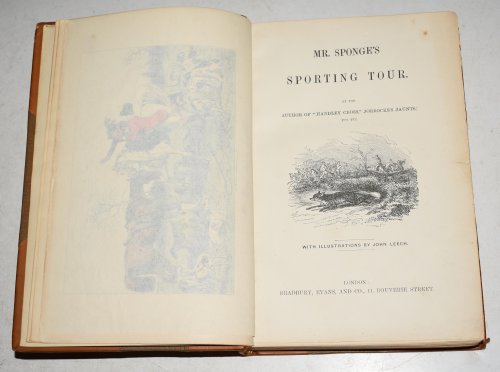 MR. SPONGE'S
SPORTING TOUR.
BY THE
AUTHOR OF "HANDLEY CROSS," JORROCKS'S JAUNTS,
ETC. ETC.
WITH ILLUSTRATIONS BY JOHN LEECH.
LONDON:
BRADBURY, EVANS, AND CO., 11, BOUVERIE STREET.